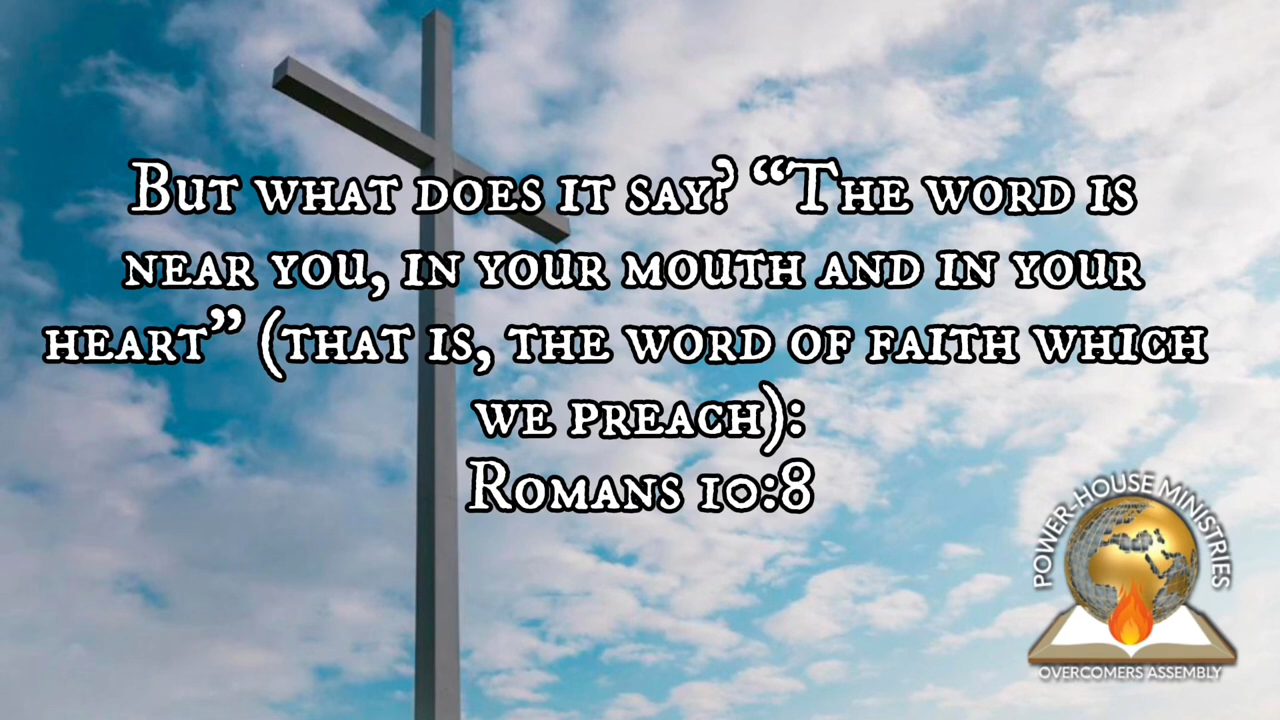 But what does it say? “The word is
near you, in your mouth and in your
heart” (that is, the word of faith which
we preach):
Romans 10:8
POWER-HOUSE MINISTRIES
OVERCOMERS ASSEMBLY